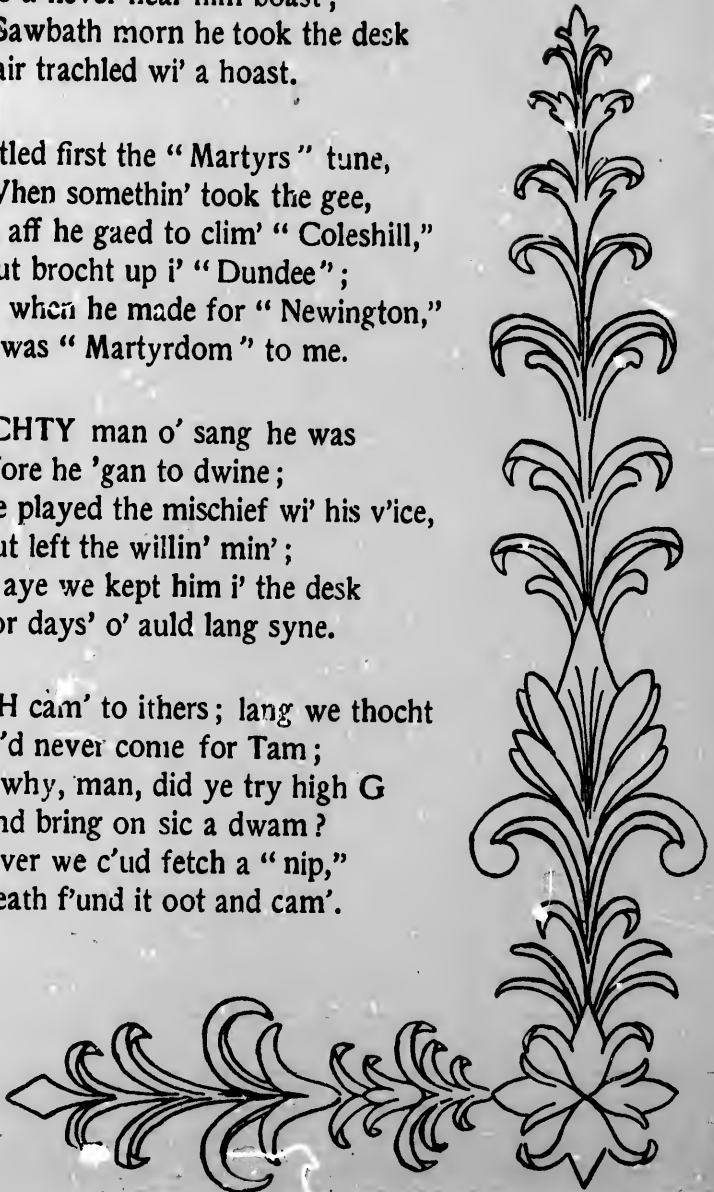 Sawbath morn he took the desk
air trachled wi' a hoast.
tled first the "Martyrs" tune,
When somethin' took the gee,
aff he gaed to clim' "Coleshill,"
ut brocht up i' "Dundee";
when he made for "Newington,"
was "Martyrdom" to me.
CHTY man o' sang he was
fore he 'gan to dwine;
e played the mischief wi' his v'ice,
ut left the willin' min';
aye we kept him i' the desk
or days' o' auld lang syne.
H cam' to ithers; lang we thocht
'd never come for Tam;
why, man, did ye try high G
nd bring on sic a dwam?
ver we c'ud fetch a "nip,"
eath f'und it oot and cam'.